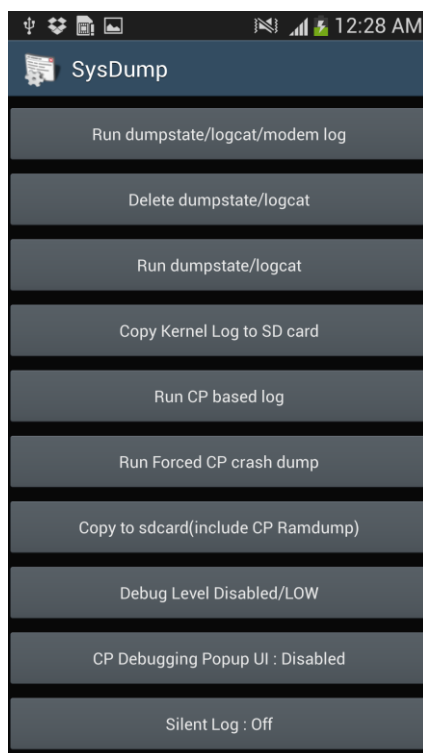 12:28 AM
SysDump
Run dumpstate/logcat/modem log
Delete dumpstate/logcat
Run dumpstate/logcat
Copy Kernel Log to SD card
Run CP based log
Run Forced CP crash dump
Copy to sdcard(include CP Ramdump)
Debug Level Disabled/LOW
CP Debugging Popup UI : Disabled
Silent Log : Off